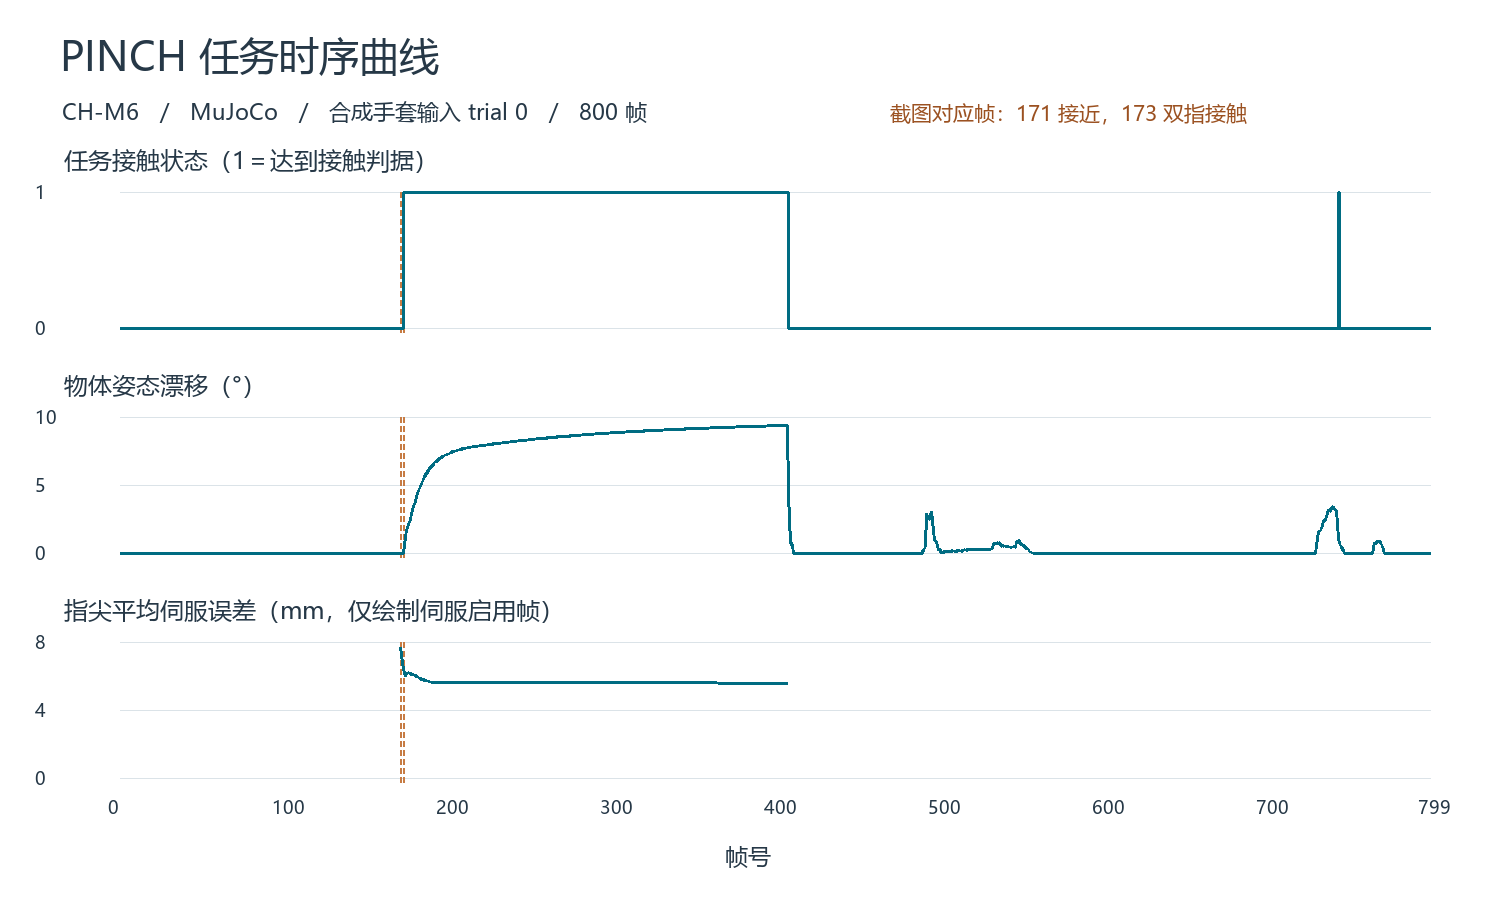 PINCH 任务时序曲线
CH-M6 / MuJoCo / 合成手套输入 trial 0 / 800 帧
截图对应帧：171 接近，173 双指接触
任务接触状态（1＝达到接触判据）
1
0
物体姿态漂移（°）
10
5
0
指尖平均伺服误差（mm，仅绘制伺服启用帧）
8
4
0
0 100 200 300 400 500 600 700 799
帧号